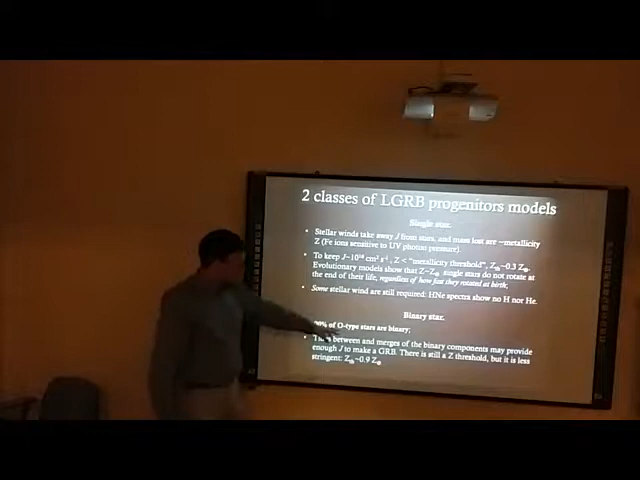 2 classes of LGRB progenitors models
Single star.
• Stellar winds take away J from stars, and mass lost are ~metallicity
Z (Fe ions sensitive to UV photon pressure).
• To keep J~10¹⁶ cm² s⁻¹, Z < "metallicity threshold", Zₜₕ~0.3 Z⊙.
Evolutionary models show that Z~Z⊙ single stars do not rotate at
the end of their life, regardless of how fast they rotated at birth;
• Some stellar wind are still required: HNe spectra show no H nor He.
Binary star.
% of O-type stars are binary;
• between and merges of the binary components may provide
enough J to make a GRB. There is still a Z threshold, but it is less
stringent: Zₜₕ~0.9 Z⊙